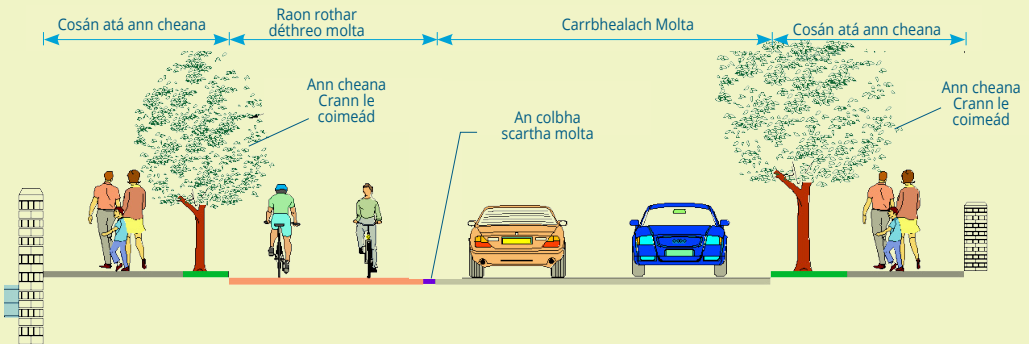 Cosán atá ann cheana
Raon rothar
déthreo molta
Carrbhealach Molta
Cosán atá ann cheana
Ann cheana
Crann le
coimeád
An colbha
scartha molta
Ann cheana
Crann le
coimeád